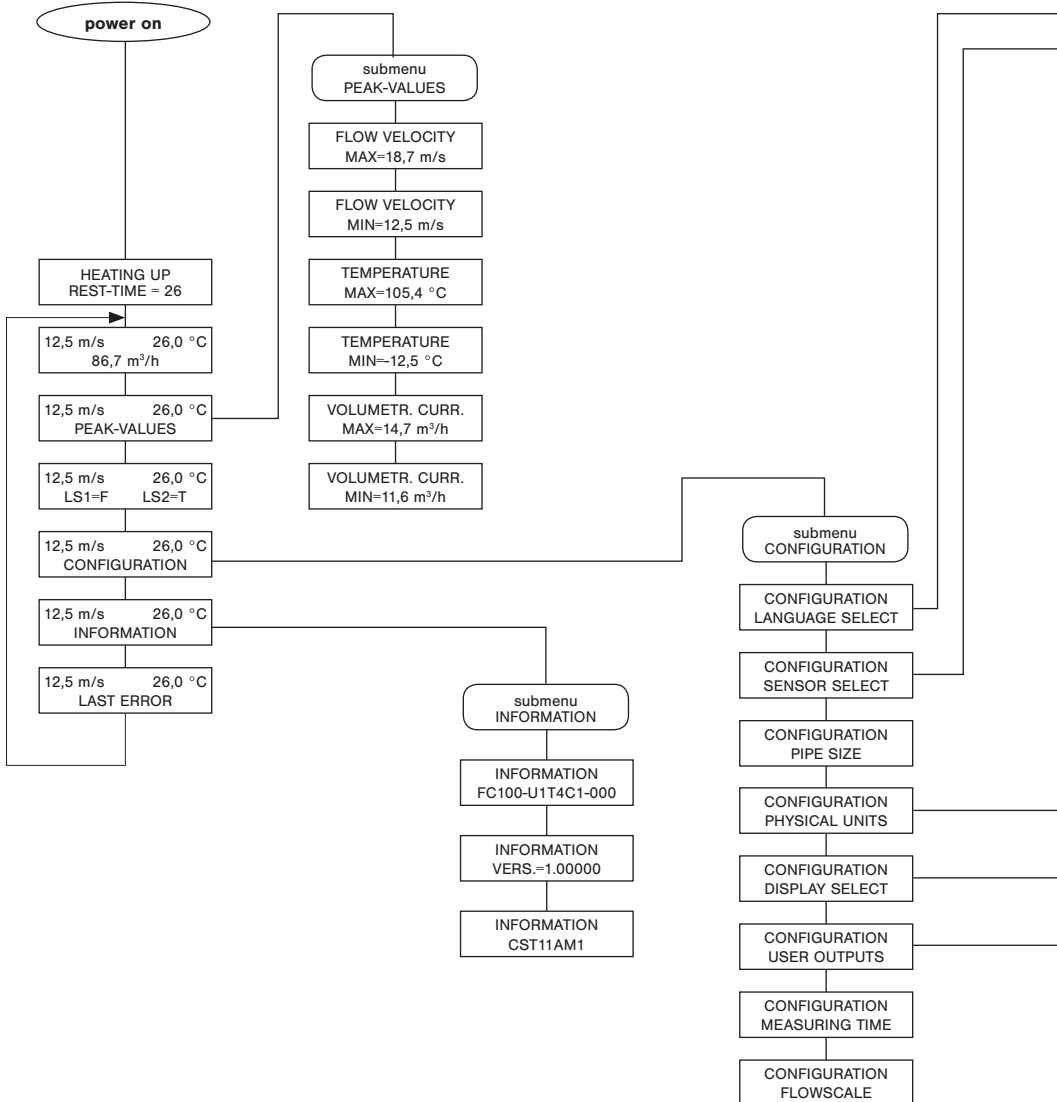 power on
HEATING UP
REST-TIME = 26
12,5 m/s 26,0 °C
86,7 m³/h
12,5 m/s 26,0 °C
PEAK-VALUES
12,5 m/s 26,0 °C
LS1=F LS2=T
12,5 m/s 26,0 °C
CONFIGURATION
12,5 m/s 26,0 °C
INFORMATION
12,5 m/s 26,0 °C
LAST ERROR
submenu
PEAK-VALUES
FLOW VELOCITY
MAX=18,7 m/s
FLOW VELOCITY
MIN=12,5 m/s
TEMPERATURE
MAX=105,4 °C
TEMPERATURE
MIN=-12,5 °C
VOLUMETR. CURR.
MAX=14,7 m³/h
VOLUMETR. CURR.
MIN=11,6 m³/h
submenu
INFORMATION
INFORMATION
FC100-U1T4C1-000
INFORMATION
VERS.=1.00000
INFORMATION
CST11AM1
submenu
CONFIGURATION
CONFIGURATION
LANGUAGE SELECT
CONFIGURATION
SENSOR SELECT
CONFIGURATION
PIPE SIZE
CONFIGURATION
PHYSICAL UNITS
CONFIGURATION
DISPLAY SELECT
CONFIGURATION
USER OUTPUTS
CONFIGURATION
MEASURING TIME
CONFIGURATION
FLOWSCALE